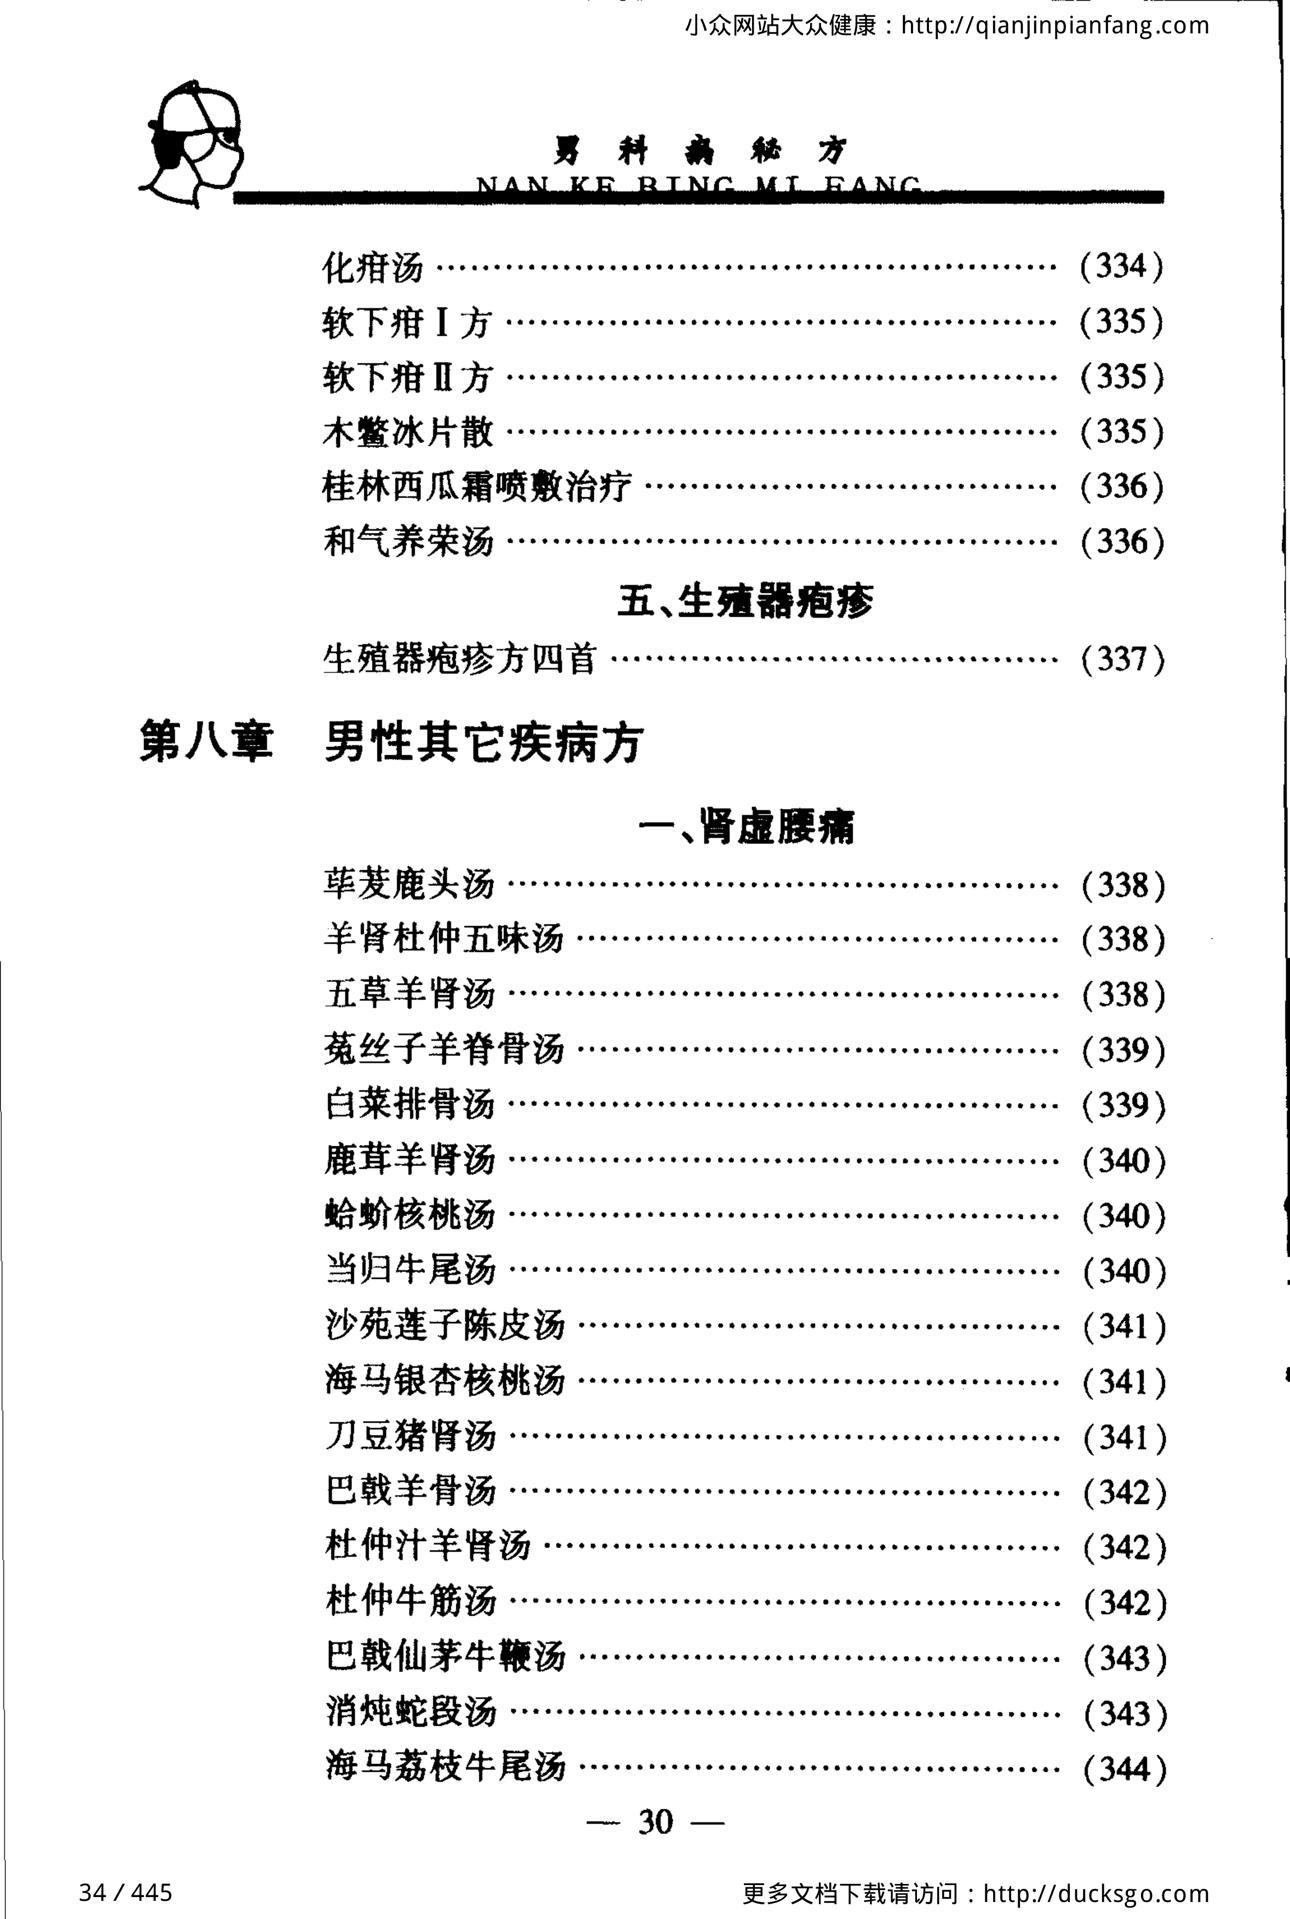 小众网站大众健康：http://qianjinpianfang.com
男科病秘方
NAN KE BING MI FANG
化疳汤 …… (334)
软下疳Ⅰ方 …… (335)
软下疳Ⅱ方 …… (335)
木鳖冰片散 …… (335)
桂林西瓜霜喷敷治疗 …… (336)
和气养荣汤 …… (336)
五、生殖器疱疹
生殖器疱疹方四首 …… (337)
第八章 男性其它疾病方
一、肾虚腰痛
荜茇鹿头汤 …… (338)
羊肾杜仲五味汤 …… (338)
五草羊肾汤 …… (338)
菟丝子羊脊骨汤 …… (339)
白菜排骨汤 …… (339)
鹿茸羊肾汤 …… (340)
蛤蚧核桃汤 …… (340)
当归牛尾汤 …… (340)
沙苑莲子陈皮汤 …… (341)
海马银杏核桃汤 …… (341)
刀豆猪肾汤 …… (341)
巴戟羊骨汤 …… (342)
杜仲汁羊肾汤 …… (342)
杜仲牛筋汤 …… (342)
巴戟仙茅牛鞭汤 …… (343)
消炖蛇段汤 …… (343)
海马荔枝牛尾汤 …… (344)
— 30 —
34 / 445
更多文档下载请访问：http://ducksgo.com